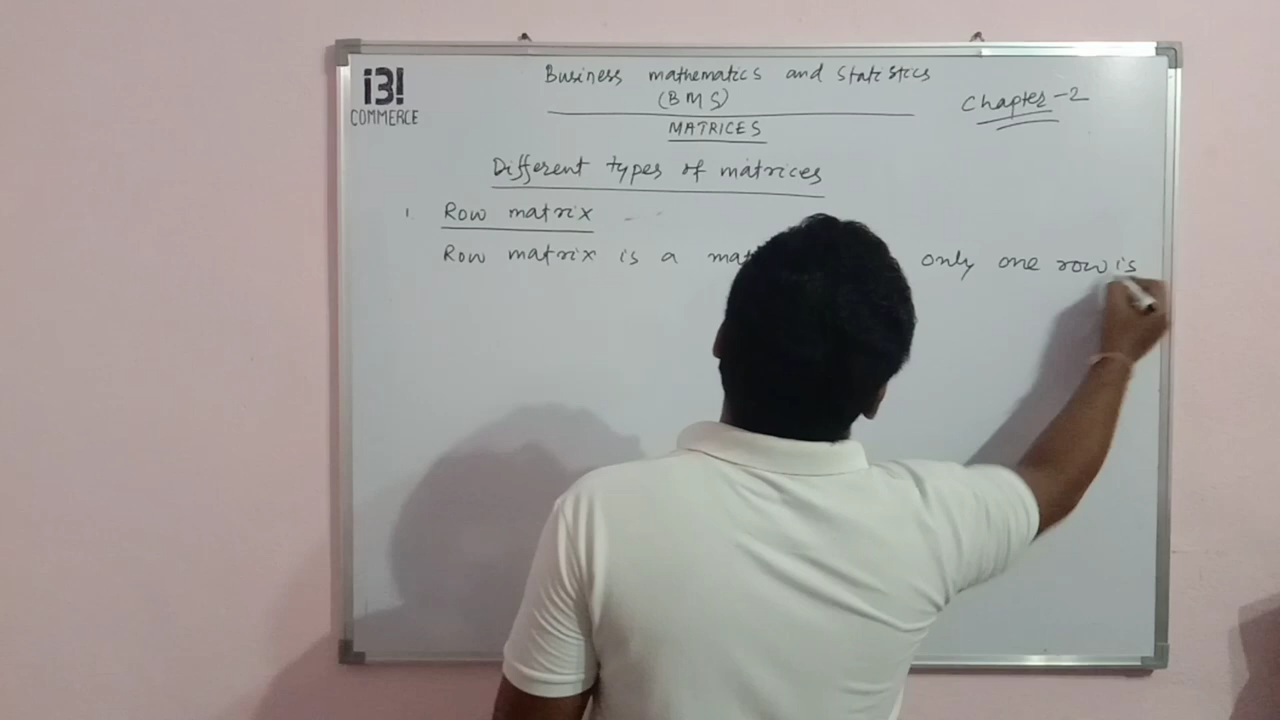 i3!
COMMERCE
Business mathematics and statistics
(BMS)
Chapter-2
MATRICES
Different types of matrices
1. Row matrix
Row matrix is a mat only one row is